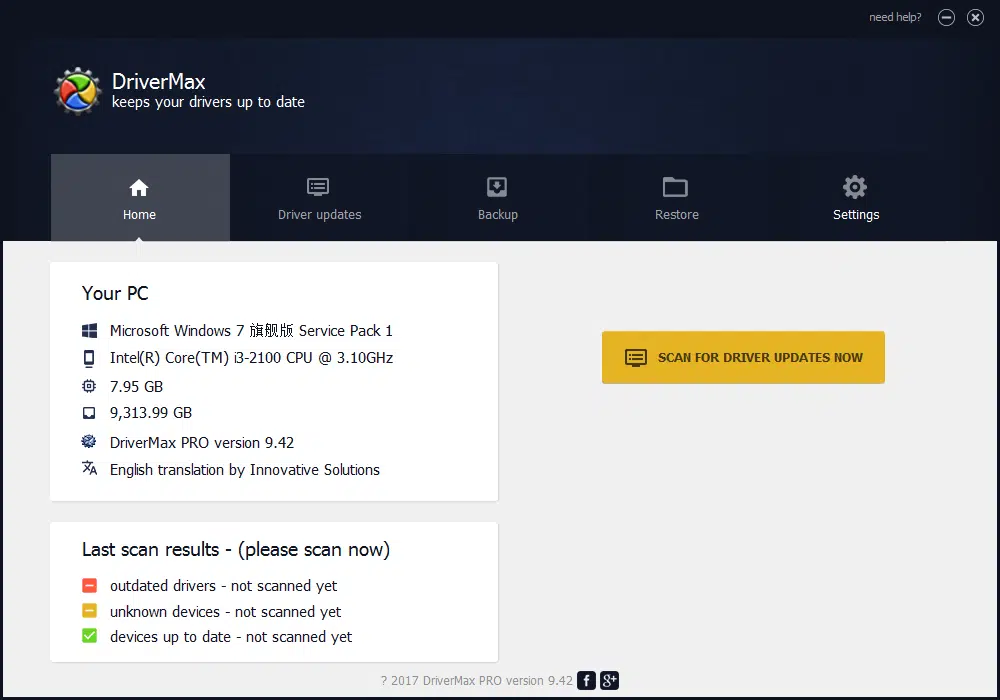 need help?
DriverMax
keeps your drivers up to date
Home
Driver updates
Backup
Restore
Settings
Your PC
Microsoft Windows 7 旗舰版 Service Pack 1
Intel(R) Core(TM) i3-2100 CPU @ 3.10GHz
7.95 GB
9,313.99 GB
DriverMax PRO version 9.42
English translation by Innovative Solutions
SCAN FOR DRIVER UPDATES NOW
Last scan results - (please scan now)
outdated drivers - not scanned yet
unknown devices - not scanned yet
devices up to date - not scanned yet
? 2017 DriverMax PRO version 9.42